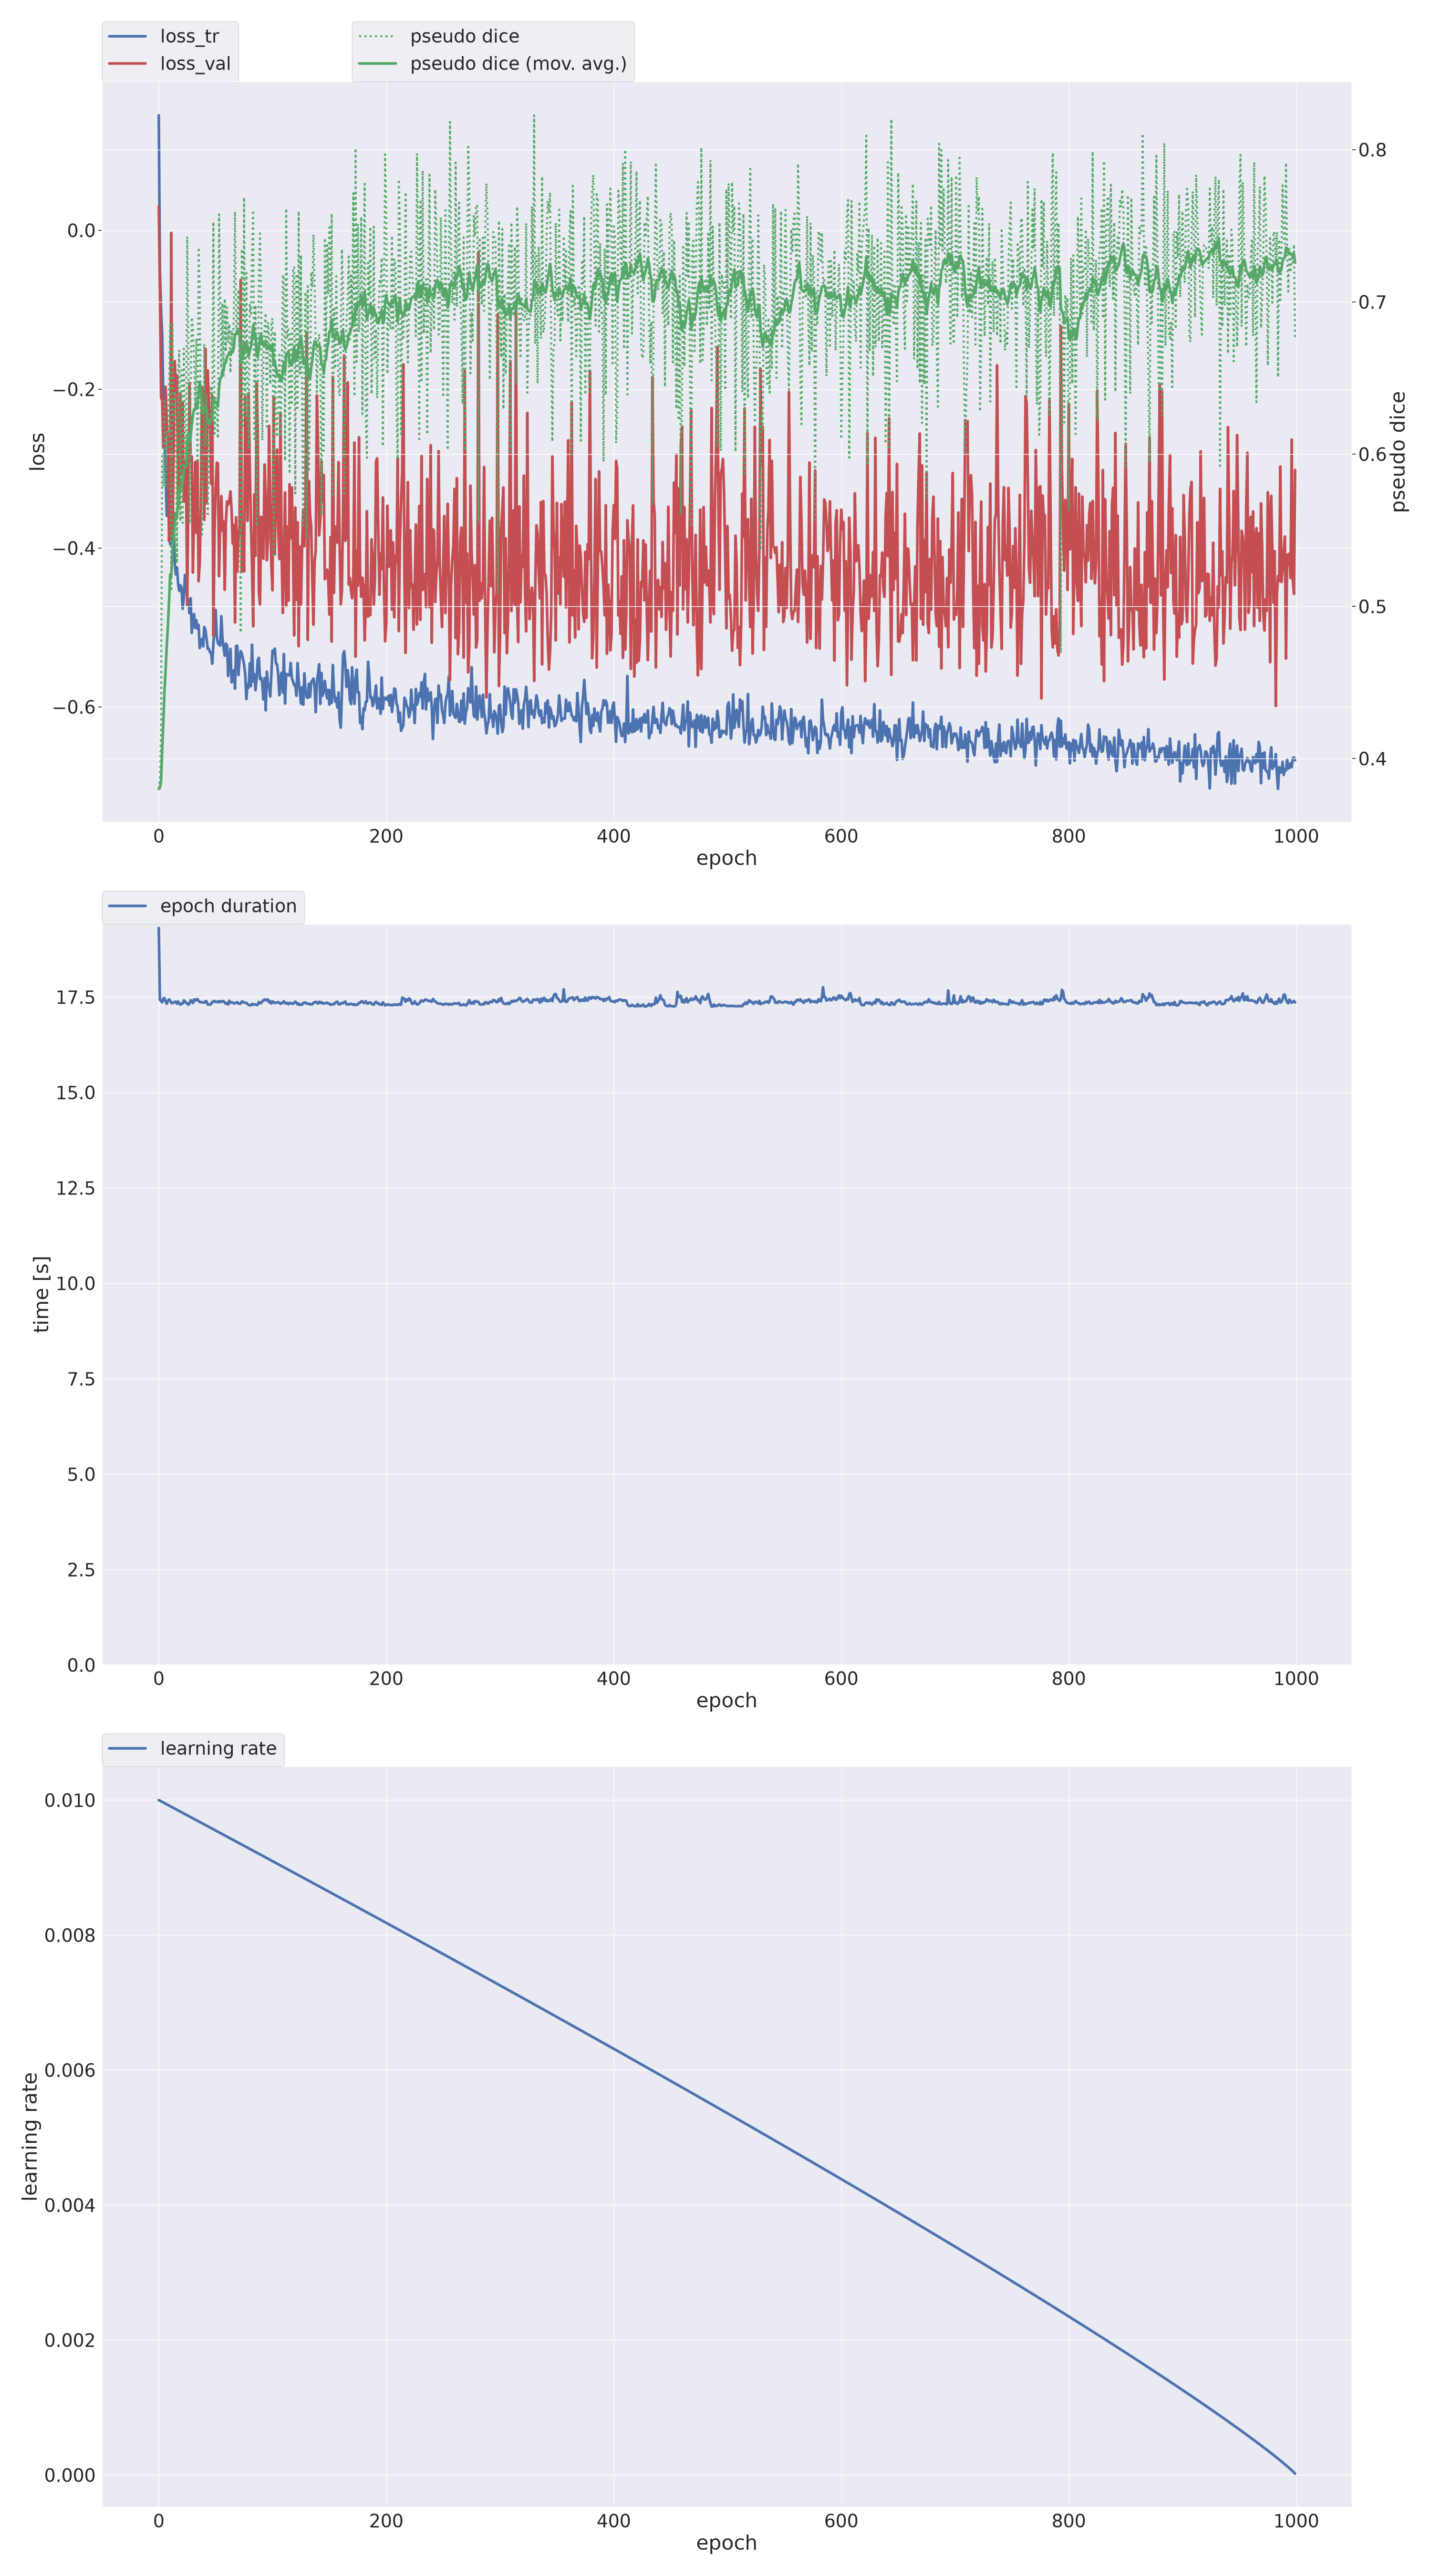 loss_tr
loss_val
pseudo dice
pseudo dice (mov. avg.)
0.0
−0.2
−0.4
−0.6
loss
0.8
0.7
0.6
0.5
0.4
pseudo dice
0 200 400 600 800 1000
epoch
epoch duration
17.5
15.0
12.5
10.0
7.5
5.0
2.5
0.0
time [s]
0 200 400 600 800 1000
epoch
learning rate
0.010
0.008
0.006
0.004
0.002
0.000
learning rate
0 200 400 600 800 1000
epoch